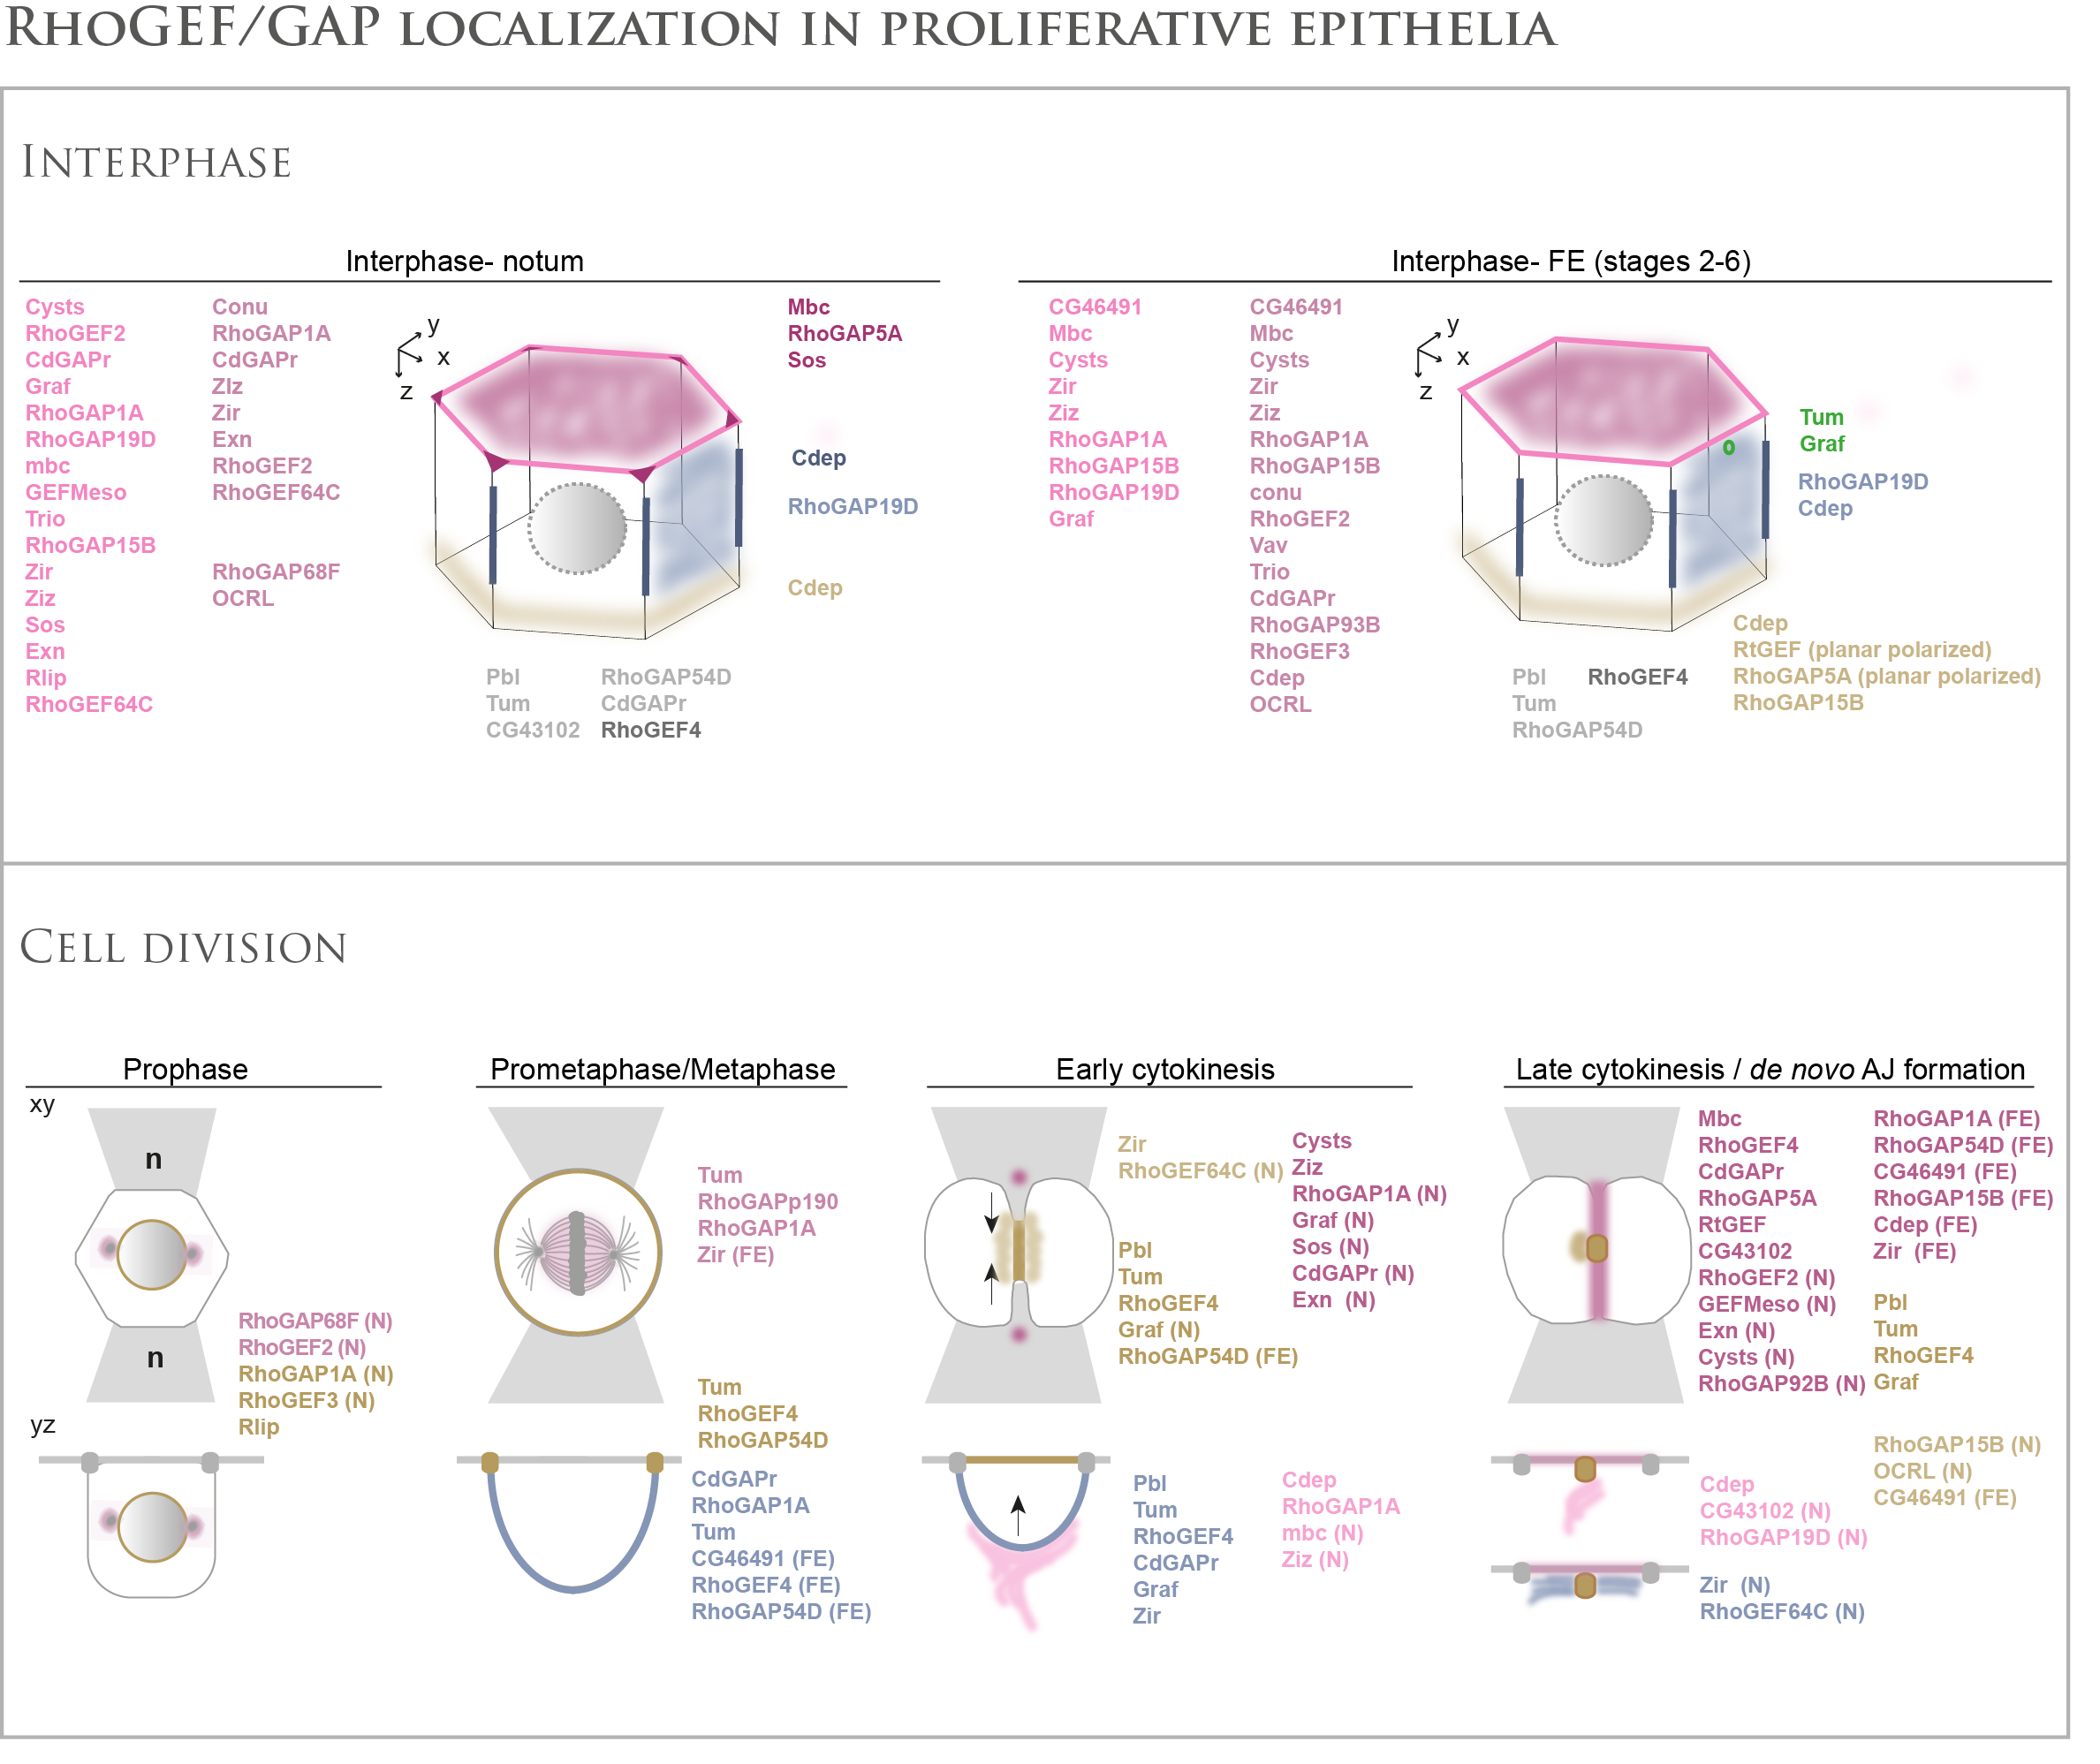 RhoGEF/GAP localization in proliferative epithelia
Interphase
Interphase- notum
Cysts
RhoGEF2
CdGAPr
Graf
RhoGAP1A
RhoGAP19D
mbc
GEFMeso
Trio
RhoGAP15B
Zir
Ziz
Sos
Exn
Rlip
RhoGEF64C
Conu
RhoGAP1A
CdGAPr
ZIz
Zir
Exn
RhoGEF2
RhoGEF64C
RhoGAP68F
OCRL
y
x
z
Mbc
RhoGAP5A
Sos
Cdep
RhoGAP19D
Cdep
Pbl
Tum
CG43102
RhoGAP54D
CdGAPr
RhoGEF4
Interphase- FE (stages 2-6)
CG46491
Mbc
Cysts
Zir
Ziz
RhoGAP1A
RhoGAP15B
RhoGAP19D
Graf
CG46491
Mbc
Cysts
Zir
Ziz
RhoGAP1A
RhoGAP15B
conu
RhoGEF2
Vav
Trio
CdGAPr
RhoGAP93B
RhoGEF3
Cdep
OCRL
y
x
z
Tum
Graf
RhoGAP19D
Cdep
Cdep
RtGEF (planar polarized)
RhoGAP5A (planar polarized)
RhoGAP15B
Pbl
Tum
RhoGAP54D
RhoGEF4
Cell division
Prophase
xy
n
n
RhoGAP68F (N)
RhoGEF2 (N)
RhoGAP1A (N)
RhoGEF3 (N)
Rlip
yz
Prometaphase/Metaphase
Tum
RhoGAPp190
RhoGAP1A
Zir (FE)
Tum
RhoGEF4
RhoGAP54D
CdGAPr
RhoGAP1A
Tum
CG46491 (FE)
RhoGEF4 (FE)
RhoGAP54D (FE)
Early cytokinesis
Zir
RhoGEF64C (N)
Pbl
Tum
RhoGEF4
Graf (N)
RhoGAP54D (FE)
Cysts
Ziz
RhoGAP1A (N)
Graf (N)
Sos (N)
CdGAPr (N)
Exn (N)
Pbl
Tum
RhoGEF4
CdGAPr
Graf
Zir
Cdep
RhoGAP1A
mbc (N)
Ziz (N)
Late cytokinesis / de novo AJ formation
Mbc
RhoGEF4
CdGAPr
RhoGAP5A
RtGEF
CG43102
RhoGEF2 (N)
GEFMeso (N)
Exn (N)
Cysts (N)
RhoGAP92B (N)
RhoGAP1A (FE)
RhoGAP54D (FE)
CG46491 (FE)
RhoGAP15B (FE)
Cdep (FE)
Zir (FE)
Pbl
Tum
RhoGEF4
Graf
RhoGAP15B (N)
OCRL (N)
CG46491 (FE)
Cdep
CG43102 (N)
RhoGAP19D (N)
Zir (N)
RhoGEF64C (N)